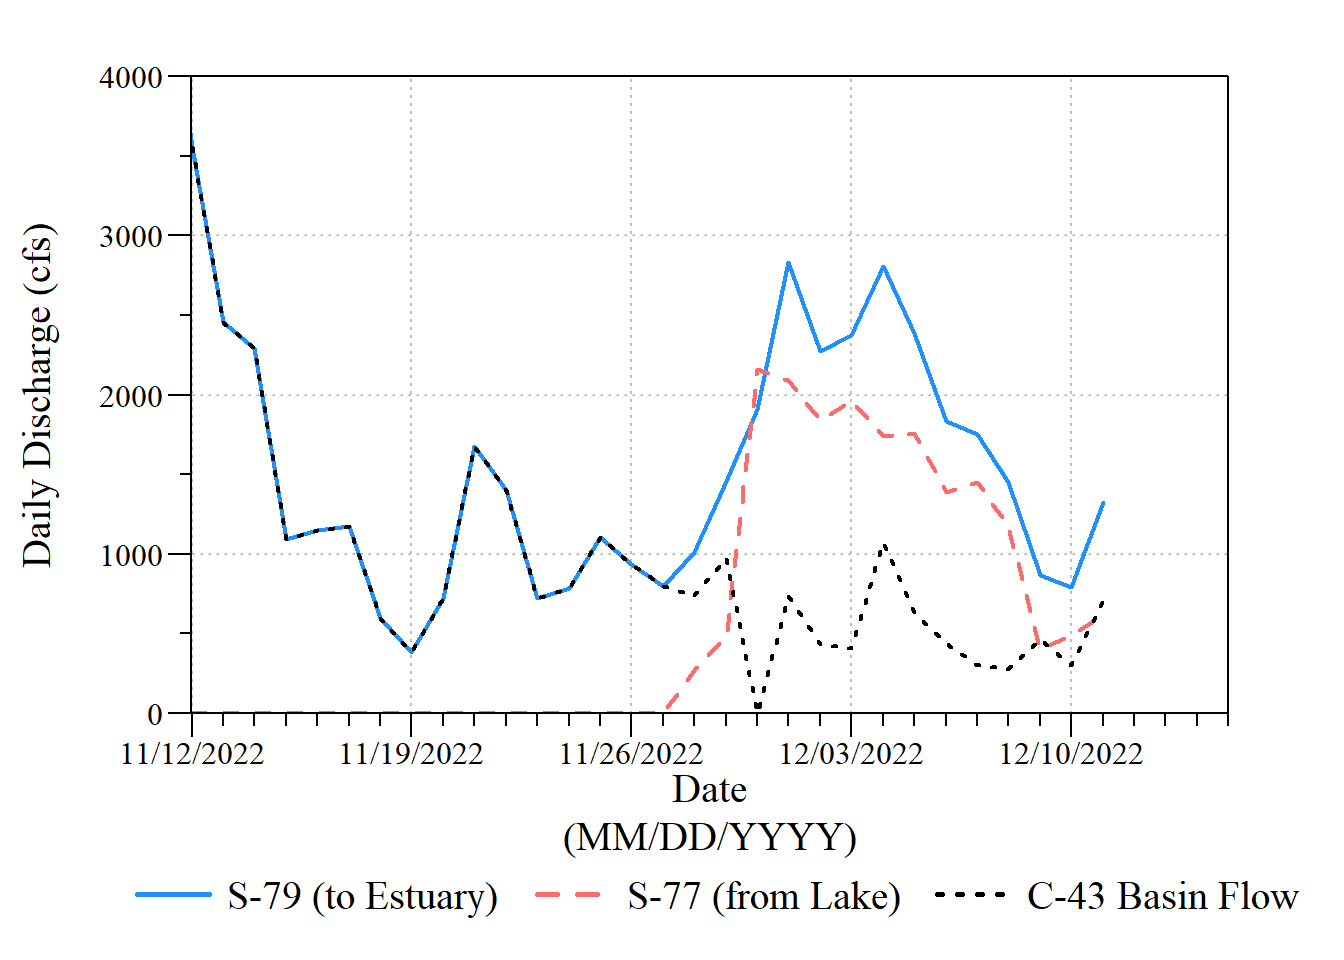 4000
3000
2000
1000
0
Daily Discharge (cfs)
11/12/2022 11/19/2022 11/26/2022 12/03/2022 12/10/2022
Date
(MM/DD/YYYY)
S-79 (to Estuary) S-77 (from Lake) C-43 Basin Flow